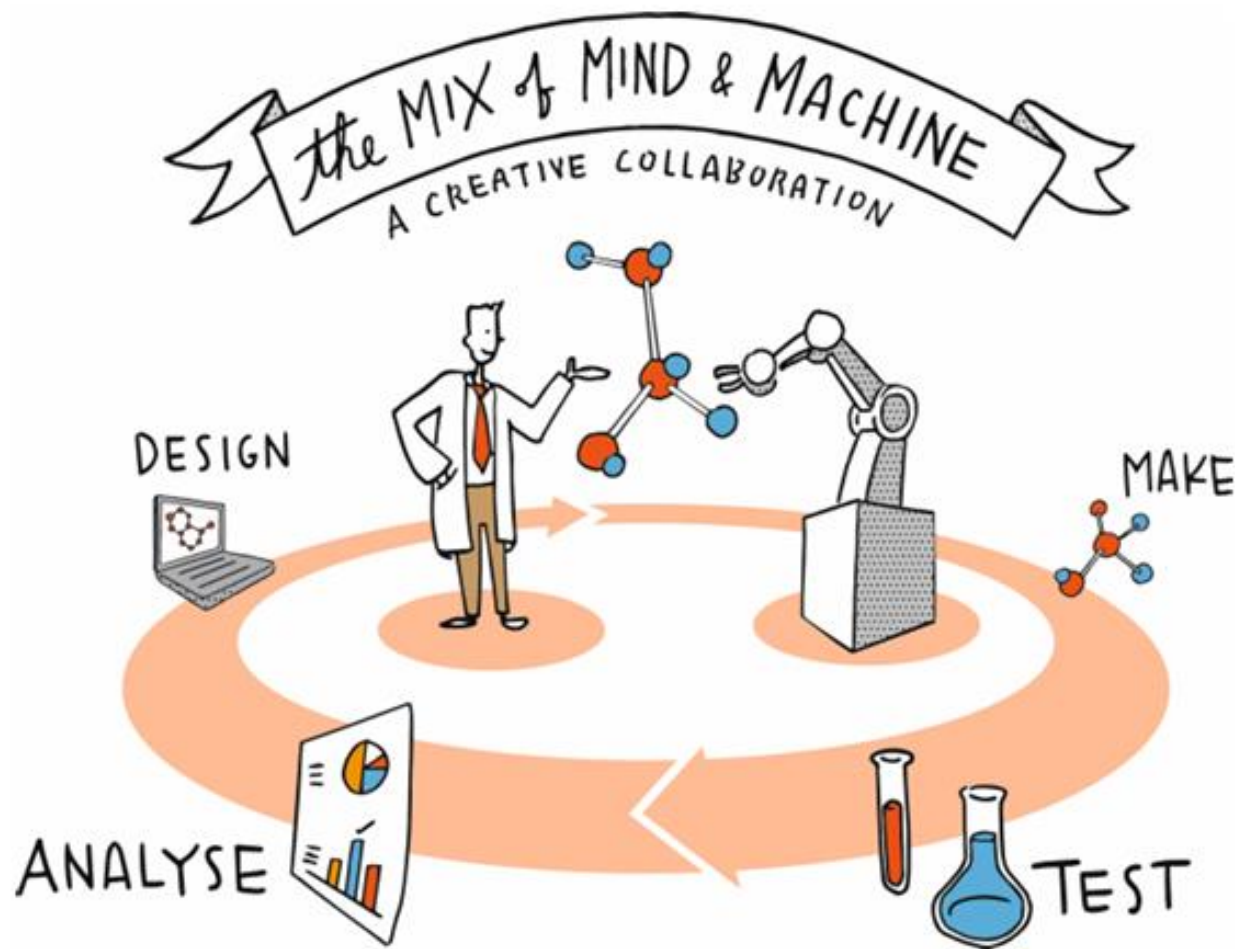 the MIX of MIND & MACHINE
A CREATIVE COLLABORATION
DESIGN
MAKE
ANALYSE
TEST